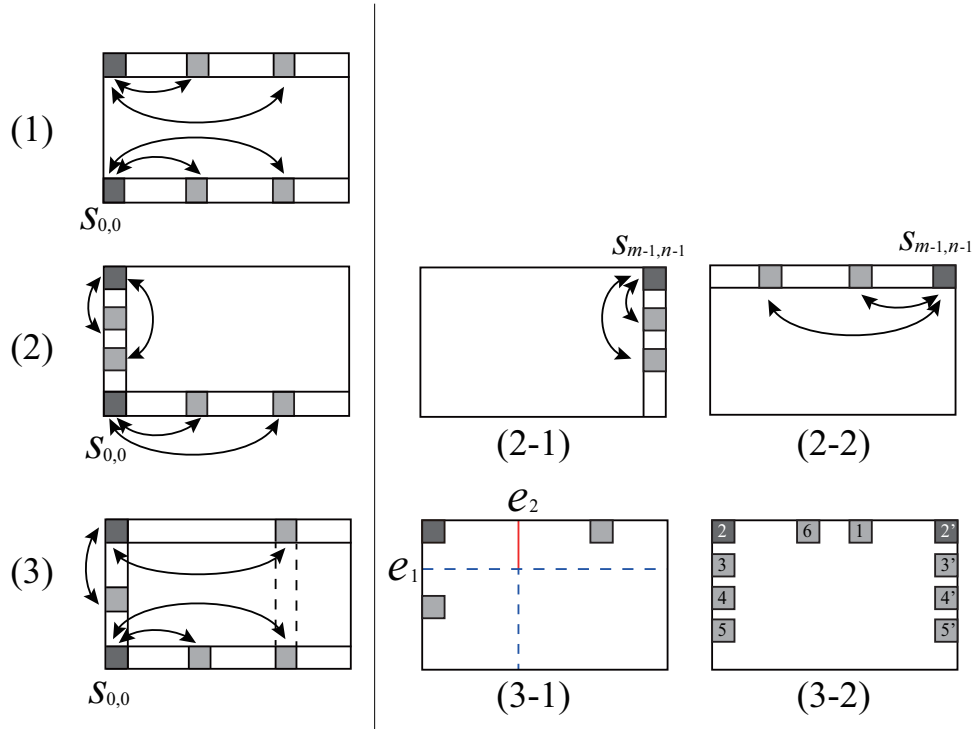 (1)
s0,0
(2)
s0,0
sm-1,n-1
sm-1,n-1
(2-1)
(2-2)
(3)
s0,0
e2
e1
(3-1)
2 6 1 2'
3 3'
4 4'
5 5'
(3-2)